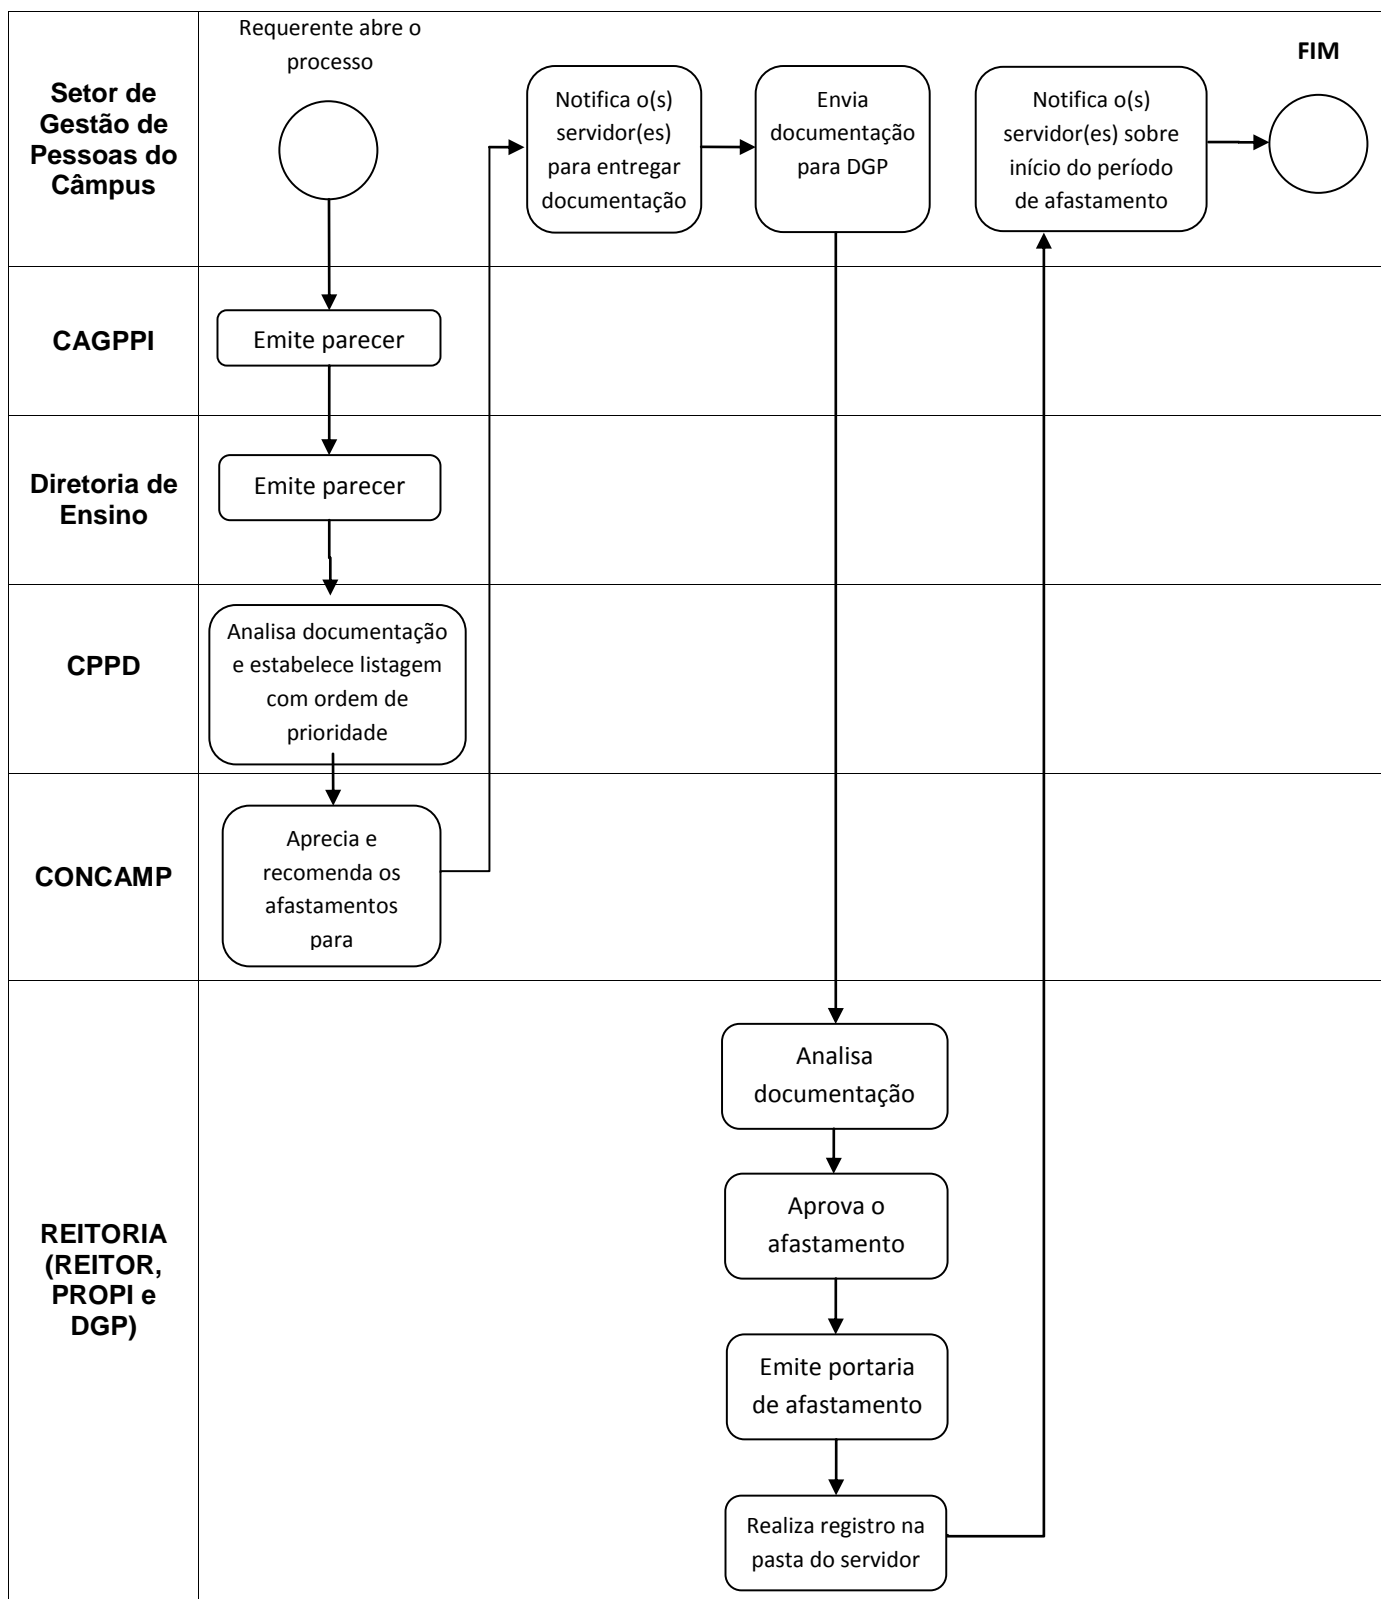 Setor de
Gestão de
Pessoas do
Câmpus
Requerente abre o
processo
Notifica o(s)
servidor(es)
para entregar
documentação
Envia
documentação
para DGP
Notifica o(s)
servidor(es) sobre
início do período
de afastamento
FIM
CAGPPI
Emite parecer
Diretoria de
Ensino
Emite parecer
CPPD
Analisa documentação
e estabelece listagem
com ordem de
prioridade
CONCAMP
Aprecia e
recomenda os
afastamentos
para
REITORIA
(REITOR,
PROPI e
DGP)
Analisa
documentação
Aprova o
afastamento
Emite portaria
de afastamento
Realiza registro na
pasta do servidor